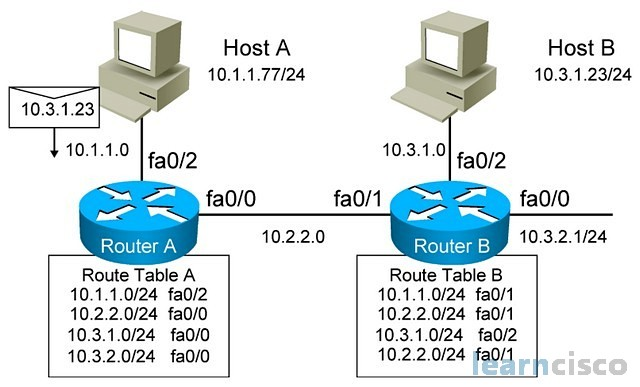 Host A
10.1.1.77/24
Host B
10.3.1.23/24
10.3.1.23
10.1.1.0
fa0/2
10.3.1.0
fa0/2
fa0/0
fa0/1
fa0/0
Router A
10.2.2.0
Router B
10.3.2.1/24
Route Table A
10.1.1.0/24 fa0/2
10.2.2.0/24 fa0/0
10.3.1.0/24 fa0/0
10.3.2.0/24 fa0/0
Route Table B
10.1.1.0/24 fa0/1
10.2.2.0/24 fa0/1
10.3.1.0/24 fa0/2
10.2.2.0/24 fa0/1
learncisco